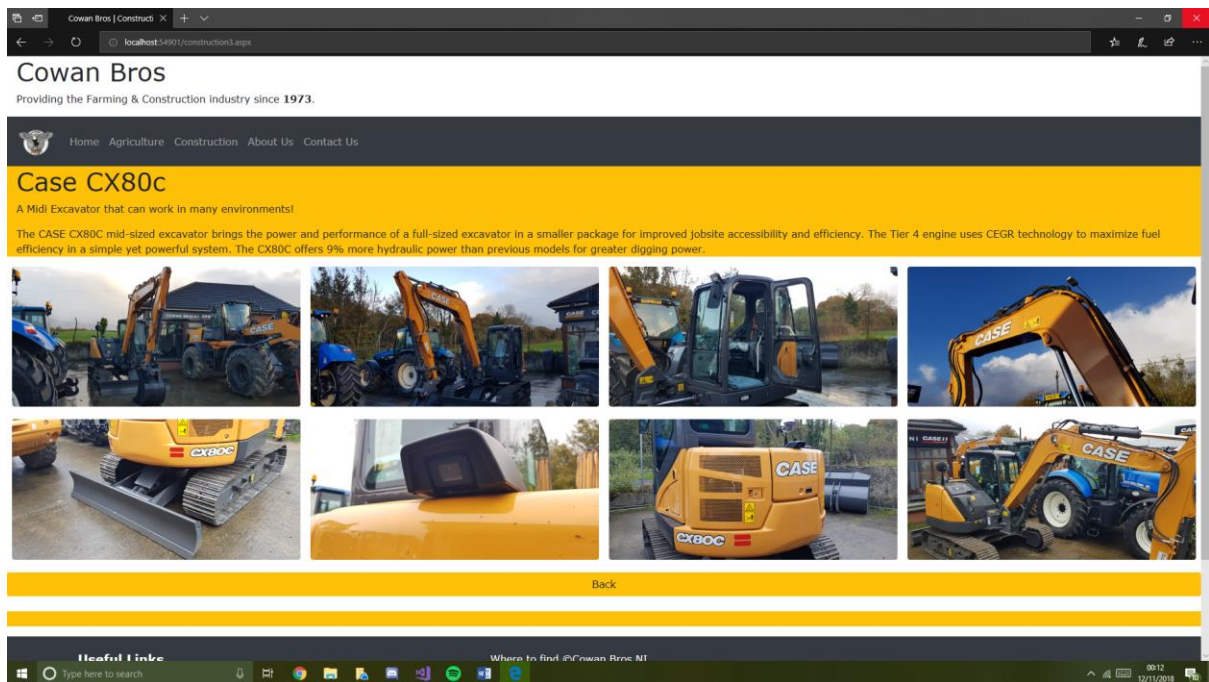 Cowan Bros | Constructi
localhost:54901/construction3.aspx
Cowan Bros
Providing the Farming & Construction industry since 1973.
Home Agriculture Construction About Us Contact Us
Case CX80c
A Midi Excavator that can work in many environments!
The CASE CX80C mid-sized excavator brings the power and performance of a full-sized excavator in a smaller package for improved jobsite accessibility and efficiency. The Tier 4 engine uses CEGR technology to maximize fuel
efficiency in a simple yet powerful system. The CX80C offers 9% more hydraulic power than previous models for greater digging power.
CASE
CASE
CASE
CASE
CX80C
CASE
CX80C
CASE
Back
Useful Links
Where to find ©Cowan Bros NI
Type here to search
00:12
12/11/2018